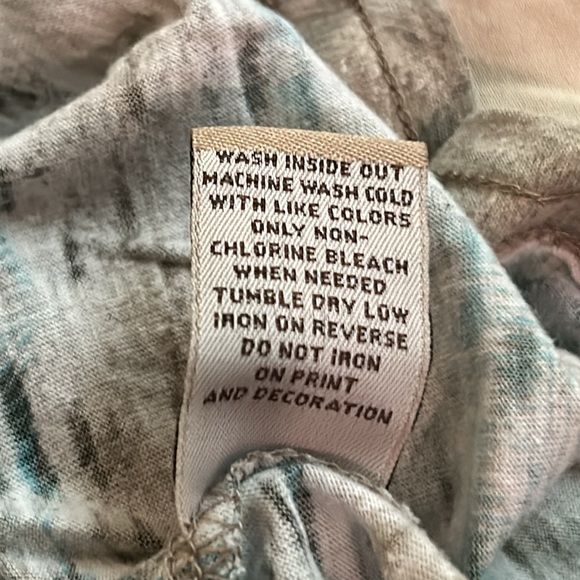 WASH INSIDE OUT
MACHINE WASH COLD
WITH LIKE COLORS
ONLY NON-
CHLORINE BLEACH
WHEN NEEDED
TUMBLE DRY LOW
IRON ON REVERSE
DO NOT IRON
ON PRINT
AND DECORATION